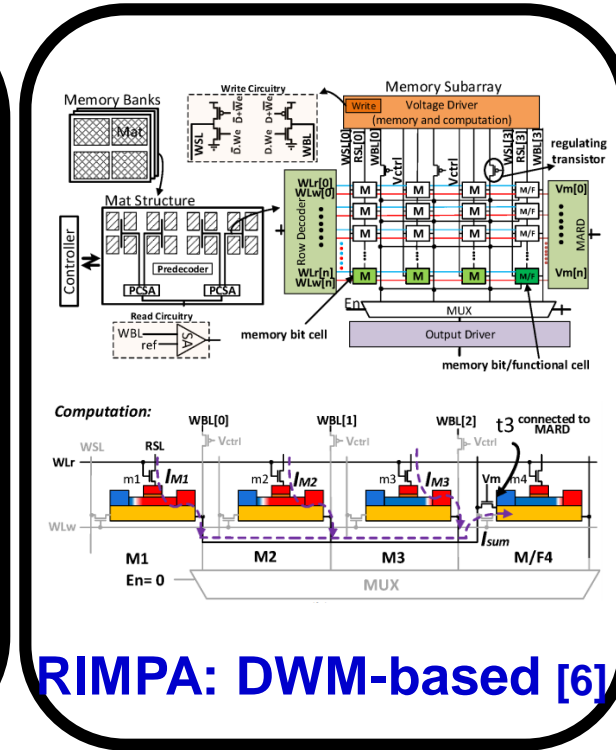 Memory Banks
Mat
Write Circuitry
D+We D+We
WSL
WBL
D.We D.We
Memory Subarray
Write
Voltage Driver
(memory and computation)
WSL[0]
RSL[0]
WBL[0]
Vctrl
Vctrl
WSL[3]
RSL[3]
WBL[3]
regulating
transistor
Mat Structure
Controller
Predecoder
PCSA PCSA
Read Circuitry
WBL
ref
SA
Row Decoder
WLr[0]
WLw[0]
M M M M/F
M M M M/F
M M M M/F
M M M M/F
WLr[n]
WLw[n]
MARD
Vm[0]
Vm[n]
En
MUX
Output Driver
memory bit cell
memory bit/functional cell
Computation:
WBL[0] WBL[1] WBL[2]
t3 connected to
MARD
WSL RSL Vctrl Vctrl Vctrl
WLr
m1 IM1 m2 IM2 m3 IM3 Vm m4
WLw
Isum
M1 M2 M3 M/F4
En= 0
MUX
RIMPA: DWM-based [6]